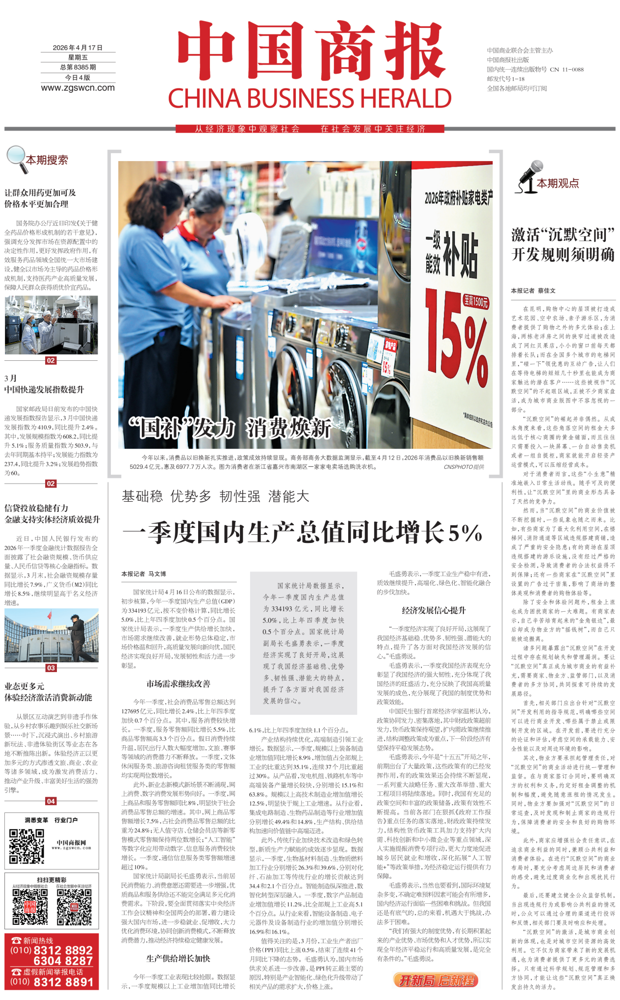 2026年4月17日
星期五
总第8385期
今日4版
www.zgswcn.com
中国商报
CHINA BUSINESS HERALD
中国商业联合会主管主办
中国商报社出版
国内统一连续出版物号 CN 11-0088
邮发代号1-18
全国各地邮局均可订阅
从经济现象中观察社会 在社会发展中关注经济
本期搜索
让群众用药更加可及
价格水平更加合理
国务院办公厅近日印发《关于健
全药品价格形成机制的若干意见》,
强调充分发挥市场在资源配置中的
决定性作用,更好发挥政府作用,有
效服务药品领域全国统一大市场建
设,健全以市场为主导的药品价格形
成机制,支持医药产业高质量发展,
保障人民群众获得质优价宜药品。
02
3月
中国快递发展指数提升
国家邮政局日前发布的中国快
递发展指数报告显示,3月中国快递
发展指数为410.9,同比提升2.4%。
其中,发展规模指数为608.2,同比提
升5.1%;服务质量指数为503.9,与
去年同期基本持平;发展能力指数为
237.4,同比提升3.2%;发展趋势指数
为60。
02
信贷投放稳健有力
金融支持实体经济质效提升
近日,中国人民银行发布的
2026年一季度金融统计数据报告全
面披露了社会融资规模、货币供应
量、人民币信贷等核心金融指标。数
据显示,3月末,社会融资规模存量
同比增长7.9%,广义货币(M2)同比
增长8.5%,继续明显高于名义经济
增速。
03
业态更多元
体验经济激活消费新动能
从景区互动演艺到非遗手作体
验,从乡村农事乐趣到娱乐社交新场
景……时下,沉浸式演出、乡村旅游
新玩法、非遗体验街区等业态在各
地不断推陈出新。体验经济正以更
加多元的方式渗透文旅、商业、农业
等诸多领域,成为激发消费活力、
推动产业升级、丰富美好生活的强劲
引擎。
04
洞悉变革 行业门户
中国商报网
www.zgswcn.com
扫扫更精彩
从经济现象中观察社会 在社会发展中关注经济
中国商报
新闻热线
(010) 8312 8892
6304 8287
虚假新闻举报电话
(010) 8312 8891
2026年政府补贴家电类产
一级能效 补贴
至高1500元
15%
家电产品
15%
“国补”发力 消费焕新
今年以来,消费品以旧换新扎实推进,政策成效持续显现。商务部商务大数据监测显示,截至4月12日,2026年消费品以旧换新销售额
5029.4亿元,惠及6977.7万人次。图为消费者在浙江省嘉兴市南湖区一家家电卖场选购洗衣机。 CNSPHOTO提供
基础稳 优势多 韧性强 潜能大
一季度国内生产总值同比增长5%
本报记者 马文博
国家统计局4月16日公布的数据显示,
初步核算,今年一季度国内生产总值(GDP)
为334193亿元,按不变价格计算,同比增长
5.0%,比上年四季度加快0.5个百分点。国
家统计局表示,一季度生产供给增长加快,
市场需求继续改善,就业形势总体稳定,市
场价格温和回升,高质量发展向新向优,国民
经济实现良好开局,发展韧性和活力进一步
彰显。
市场需求继续改善
今年一季度,社会消费品零售总额达到
127695亿元,同比增长2.4%,比上年四季度
加快0.7个百分点。其中,服务消费较快增
长。一季度,服务零售额同比增长5.5%,比
商品零售额高3.3个百分点。假日消费持续
升温,居民出行人数大幅度增加,文旅、赛事
等领域的消费潜力不断释放。一季度,文体
休闲服务类、旅游咨询租赁服务类的零售额
均实现两位数增长。
此外,新业态新模式新场景不断涌现,网
上消费、数字消费发展形势向好。一季度,网
上商品和服务零售额同比8%,明显快于社会
消费品零售总额的增速。其中,网上商品零
售额增长7.5%,占社会消费品零售总额的比
重为24.8%;无人值守店、仓储会员店等新零
售模式零售额保持两位数增长;“人工智能”
等数字化应用带动数字、信息服务消费较快
增长。一季度,通信信息服务类零售额增速
超过10%。
国家统计局副局长毛盛勇表示,当前居
民消费能力、消费意愿还需要进一步增强,优
质商品和服务供给还不能完全满足多元化消
费需求。下阶段,要全面贯彻落实中央经济
工作会议精神和全国两会的部署,着力建设
强大国内市场,进一步稳就业、促增收,大力
优化消费环境,协同创新消费模式,不断释放
消费潜力,推动经济持续稳定健康发展。
生产供给增长加快
今年一季度工业表现比较抢眼。数据显
示,一季度规模以上工业增加值同比增长
国家统计局数据显示,
今年一季度国内生产总值
为334193亿元,同比增长
5.0%,比上年四季度加快
0.5个百分点。国家统计局
副局长毛盛勇表示,一季度
经济实现了良好开局,这展
现了我国经济基础稳、优势
多、韧性强、潜能大的特点,
提升了各方面对我国经济
发展的信心。
6.1%,比上年四季度加快1.1个百分点。
产业结构持续优化,高端制造引领工业
增长。数据显示,一季度,规模以上装备制造
业增加值同比增长8.9%,增加值占全部规上
工业的比重达到35.1%,连续37个月比重超
过30%。从产品看,发电机组、铁路机车等中
高端装备产量增长较快,分别增长15.1%和
63.8%。规模以上高技术制造业增加值增长
12.5%,明显快于规上工业增速。从行业看,
集成电路制造、生物药品制造等行业增加值
分别增长49.4%和14.8%,生产结构、供给结
构加速向价值链中高端迈进。
此外,传统行业加快技术改造和绿色转
型,新质生产力赋能的成效逐步显现。数据
显示,一季度,生物基材料制造、生物质燃料
加工行业分别增长26.3%和39.6%,分别对化
纤、石油加工等传统行业的增长贡献达到
34.4和2.1个百分点。智能制造纵深推进,数
智化转型深层融入。一季度,数字产品制造
业增加值增长11.2%,比全部规上工业高5.1
个百分点。从行业来看,智能设备制造、电子
元器件及设备制造行业的增加值分别增长
16.9%和16.1%。
值得关注的是,3月份,工业生产者出厂
价格(PPI)同比上涨0.5%,结束了连续41个
月同比下降的态势。毛盛勇认为,国内市场
供求关系进一步改善,是PPI转正最主要的
原因,特别是产业智能化、绿色化升级带动了
相关产品的需求扩大,价格上涨。
毛盛勇表示,一季度工业生产稳中有进,
质效继续提升,高端化、绿色化、智能化融合
的步伐加快。
经济发展信心提升
“一季度经济实现了良好开局,这展现了
我国经济基础稳、优势多、韧性强、潜能大的
特点,提升了各方面对我国经济发展的信
心。”毛盛勇说。
毛盛勇表示,一季度我国经济表现充分
彰显了我国经济的强大韧性,充分体现了我
国经济的旺盛活力,充分反映了我国高质量
发展的成色,充分展现了我国的制度优势和
政策效能。
中国民生银行首席经济学家温彬认为,
政策协同发力、密集落地,其中财政政策超前
发力,货币政策保持观望,扩内需政策继续推
进,结构调整政策成为重点,下一阶段经济有
望保持平稳发展态势。
毛盛勇表示,今年是“十五五”开局之年,
前期出台了大量政策,这些政策有的已经发
挥作用,有的政策效果还会持续不断显现,
一系列重大战略任务、重大改革举措、重大
工程项目将陆续落地。同时,我国有充足的
政策空间和丰富的政策储备,政策有效性不
断提高。当前各部门在狠抓《政府工作报
告》重点任务的落实落地,财政政策持续发
力,结构性货币政策工具加力支持扩大内
需、科技创新和中小微企业等重点领域,深
入实施提振消费专项行动,更大力度地促进
城乡居民就业和增收,深化拓展“人工智
能+”等政策举措,为经济稳定运行提供有力
保障。
毛盛勇表示,当然也要看到,国际环境复
杂多变,不确定难预料因素可能会有所增多,
国内经济运行面临一些困难和挑战。但我国
还是有底气的,总的来看,机遇大于挑战,办
法多于困难。
“我们有强大的制度优势,有长期积累起
来的产业优势、市场优势和人才优势,所以实
现全年经济平稳运行和高质量发展,是完全
有条件的。”毛盛勇说。
开新局 启新程
本期观点
激活“沉默空间”
开发规则须明确
本报记者 蔡佳文
在昆明,购物中心的屋顶被打造成
艺术花园、空中农场、亲子游乐区,为消
费者提供了购物之外的多元体验;在上
海,两栋老洋房之间的狭窄过道被改造
成了网红贝果店,小小的窗口前每天都
排着长队;而在全国多个城市的电梯间
里,“碰一下”领优惠的互动广告,让人们
在等待电梯的短短几十秒里也能成为商
家触达的潜在客户……这些被视作“沉
默空间”的不起眼区域,正被不少商家盘
活,成为城市商业版图中不容忽视的一
部分。
“沉默空间”的崛起并非偶然。从成
本角度来看,这些角落空间的租金大多
远低于核心商圈的黄金铺面,而且往往
只需要投入一块屏幕、一台自动售卖机
或者一组自提柜,商家就能开启轻资产
运营模式,可以压缩经营成本。
对于消费者而言,这些“小生意”精
准地嵌入日常生活动线。随手可及的便
利性,让“沉默空间”里的商业形态具备
了天然的竞争力。
然而,当“沉默空间”的商业价值被
不断挖掘时,一些乱象也随之而来。比
如,有些商家为了最大化利用空间,在楼
梯间、消防通道等区域违规搭建商铺,造
成了严重的安全隐患;有的商场在屋顶
违规搭建的游乐设施,没有经过严格的
安全检测,导致消费者的合法权益得不
到保障;还有一些商家在“沉默空间”里
设置的广告过于密集,影响了商场的整
体美观和消费者的购物体验等。
除了安全和体验问题外,租金上涨
也成为困扰商家的一大难题。有商家表
示,自己辛苦培育起来的“金角银边”,最
后却成为物业方的“摇钱树”,而自己只
能被迫搬离。
诸多问题暴露出“沉默空间”在开发
过程中存在规划缺失和管理漏洞。要让
“沉默空间”真正成为城市商业的有益补
充,需要商家、物业方、监管部门,以及消
费者的多方协同,共同探索可持续的发
展路径。
首先,相关部门应出台针对“沉默空
间”开发利用的指导规范,明确哪些空间
可以进行商业开发、哪些属于禁止或限
制开发的区域。在开发前,要进行充分
的论证和评估,考虑空间的承载能力、安
全性能以及对周边环境的影响。
其次,物业方要承担起管理责任,对
“沉默空间”的商业活动进行统一管理和
监督。在与商家签订合同时,要明确双
方的权利和义务,约定好租金调整的机
制和幅度,避免随意涨租的情况发生。
同时,物业方要加强对“沉默空间”的日
常巡查,及时发现和制止商家的违规行
为,保障消费者的安全和良好的购物环
境。
此外,商家应增强社会责任意识,在
追求商业利益的同时,兼顾公共利益和
消费者体验。在进行“沉默空间”的商业
布局时,要充分考虑周边居民和消费者
的感受,避免过度商业化和出现扰民行
为。
最后,还要建立健全公众监督机制,
当出现违规行为或影响公共利益的情况
时,公众可以通过合理的渠道进行投诉
和反馈,相关部门要及时响应和处理。
“沉默空间”的激活,是城市商业创
新的体现,也是对城市空间资源的高效
利用。它不仅为商家带来了新的发展机
遇,也为消费者提供了更多元的消费选
择。只有通过科学规划、规范管理和多
方协同,才能让这些“沉默空间”真正焕
发出持久的活力。